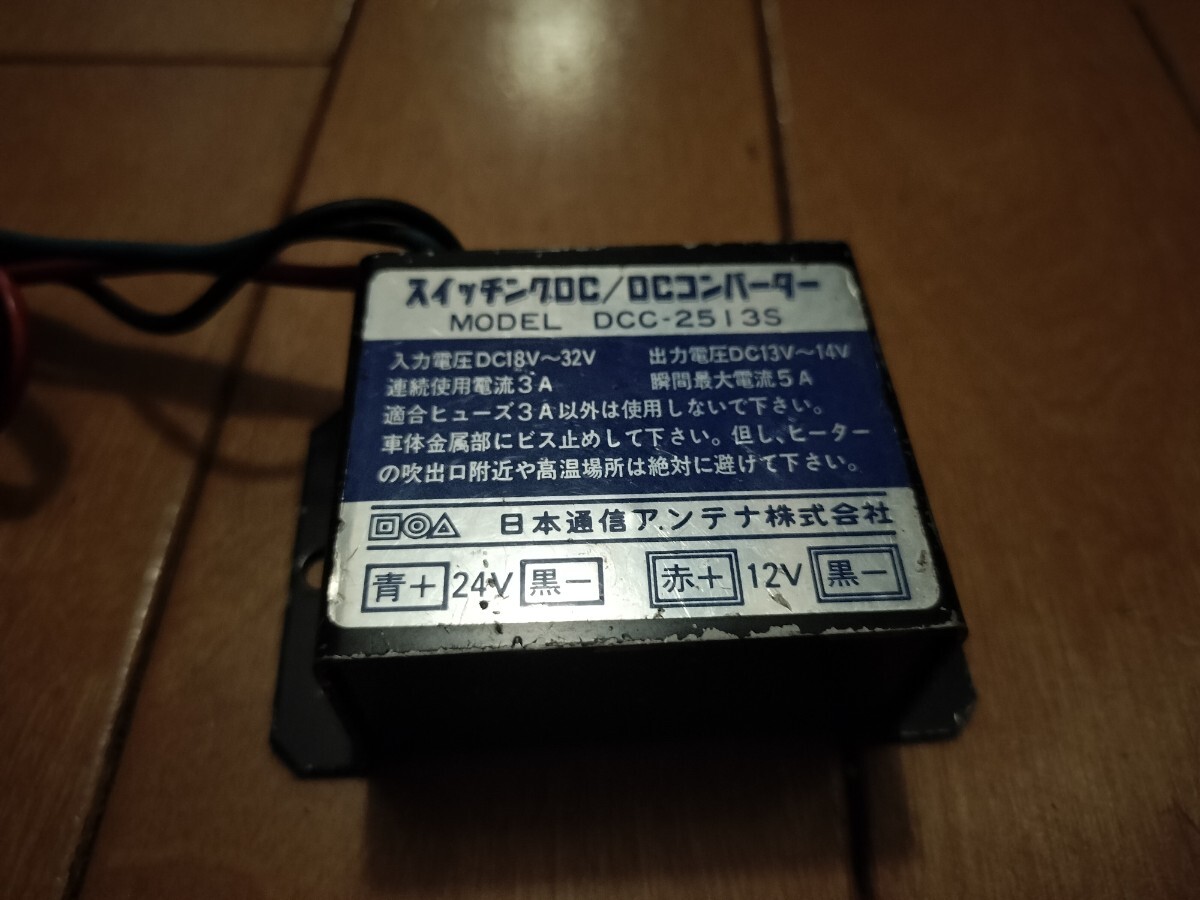 スイッチングDC/DCコンバーター
MODEL DCC-2513S
入力電圧DC18V～32V 出力電圧DC13V～14V
連続使用電流3A 瞬間最大電流5A
適合ヒューズ3A以外は使用しないで下さい。
車体金属部にビス止めして下さい。但し、ヒーター
の吹出口附近や高温場所は絶対に避けて下さい。
日本通信アンテナ株式会社
青+ 24V 黒− 赤+ 12V 黒−